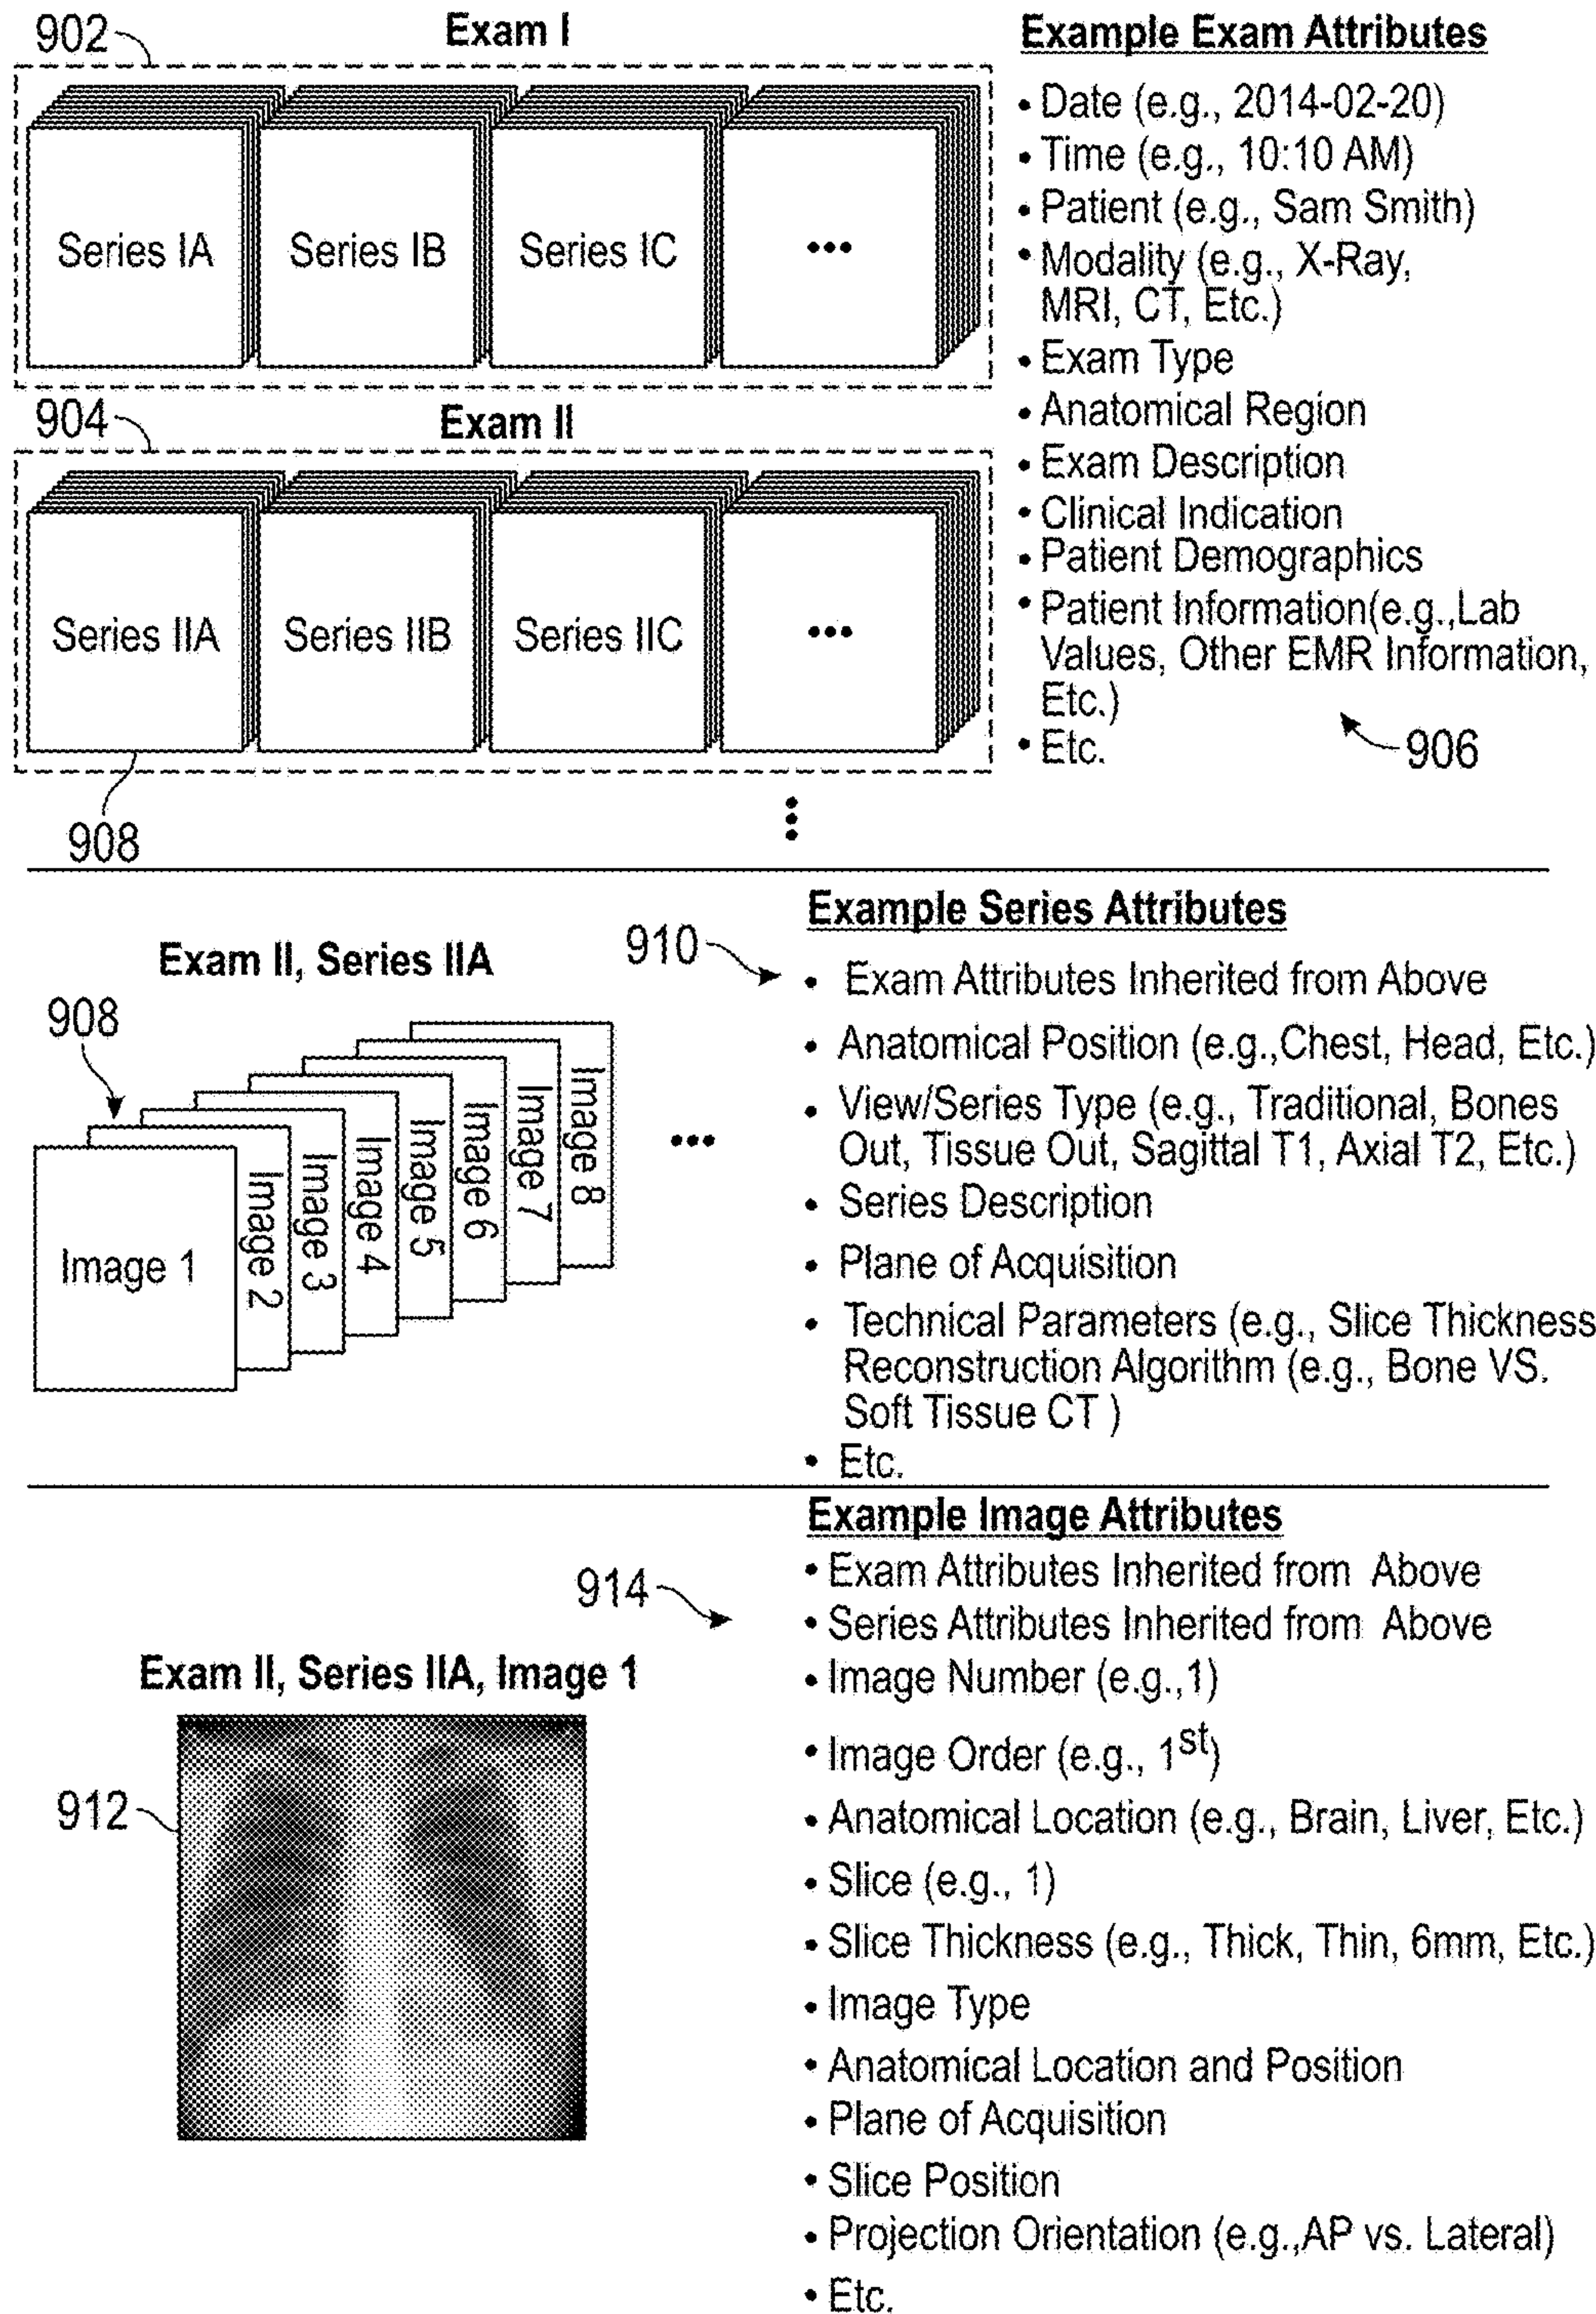 902
Exam I
Series IA
Series IB
Series IC
•••
904
Exam II
Series IIA
Series IIB
Series IIC
•••
908
Example Exam Attributes
• Date (e.g., 2014-02-20)
• Time (e.g., 10:10 AM)
• Patient (e.g., Sam Smith)
• Modality (e.g., X-Ray,
MRI, CT, Etc.)
• Exam Type
• Anatomical Region
• Exam Description
• Clinical Indication
• Patient Demographics
• Patient Information(e.g.,Lab
Values, Other EMR Information,
Etc.)
• Etc.
906
Exam II, Series IIA
908
Image 1
Image 2
Image 3
Image 4
Image 5
Image 6
Image 7
Image 8
•••
910
Example Series Attributes
• Exam Attributes Inherited from Above
• Anatomical Position (e.g.,Chest, Head, Etc.)
• View/Series Type (e.g., Traditional, Bones
Out, Tissue Out, Sagittal T1, Axial T2, Etc.)
• Series Description
• Plane of Acquisition
• Technical Parameters (e.g., Slice Thickness
Reconstruction Algorithm (e.g., Bone VS.
Soft Tissue CT )
• Etc.
Exam II, Series IIA, Image 1
912
914
Example Image Attributes
• Exam Attributes Inherited from Above
• Series Attributes Inherited from Above
• Image Number (e.g.,1)
• Image Order (e.g., 1st)
• Anatomical Location (e.g., Brain, Liver, Etc.)
• Slice (e.g., 1)
• Slice Thickness (e.g., Thick, Thin, 6mm, Etc.)
• Image Type
• Anatomical Location and Position
• Plane of Acquisition
• Slice Position
• Projection Orientation (e.g.,AP vs. Lateral)
• Etc.